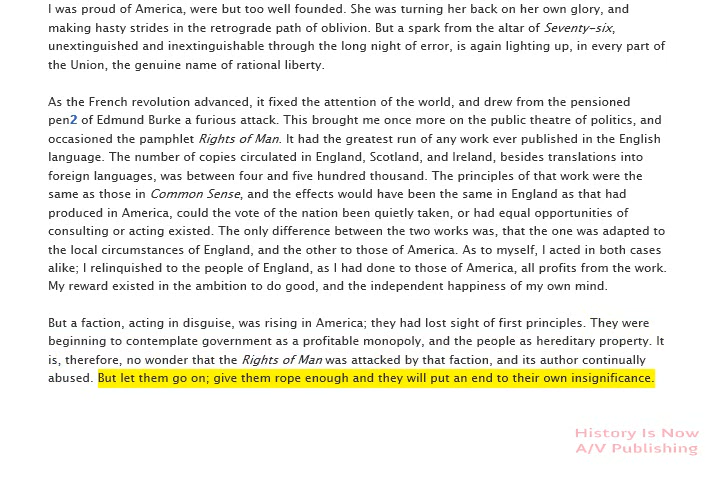 I was proud of America, were but too well founded. She was turning her back on her own glory, and
making hasty strides in the retrograde path of oblivion. But a spark from the altar of Seventy-six,
unextinguished and inextinguishable through the long night of error, is again lighting up, in every part of
the Union, the genuine name of rational liberty.
As the French revolution advanced, it fixed the attention of the world, and drew from the pensioned
pen2 of Edmund Burke a furious attack. This brought me once more on the public theatre of politics, and
occasioned the pamphlet Rights of Man. It had the greatest run of any work ever published in the English
language. The number of copies circulated in England, Scotland, and Ireland, besides translations into
foreign languages, was between four and five hundred thousand. The principles of that work were the
same as those in Common Sense, and the effects would have been the same in England as that had
produced in America, could the vote of the nation been quietly taken, or had equal opportunities of
consulting or acting existed. The only difference between the two works was, that the one was adapted to
the local circumstances of England, and the other to those of America. As to myself, I acted in both cases
alike; I relinquished to the people of England, as I had done to those of America, all profits from the work.
My reward existed in the ambition to do good, and the independent happiness of my own mind.
But a faction, acting in disguise, was rising in America; they had lost sight of first principles. They were
beginning to contemplate government as a profitable monopoly, and the people as hereditary property. It
is, therefore, no wonder that the Rights of Man was attacked by that faction, and its author continually
abused. But let them go on; give them rope enough and they will put an end to their own insignificance.
History Is Now
A/V Publishing